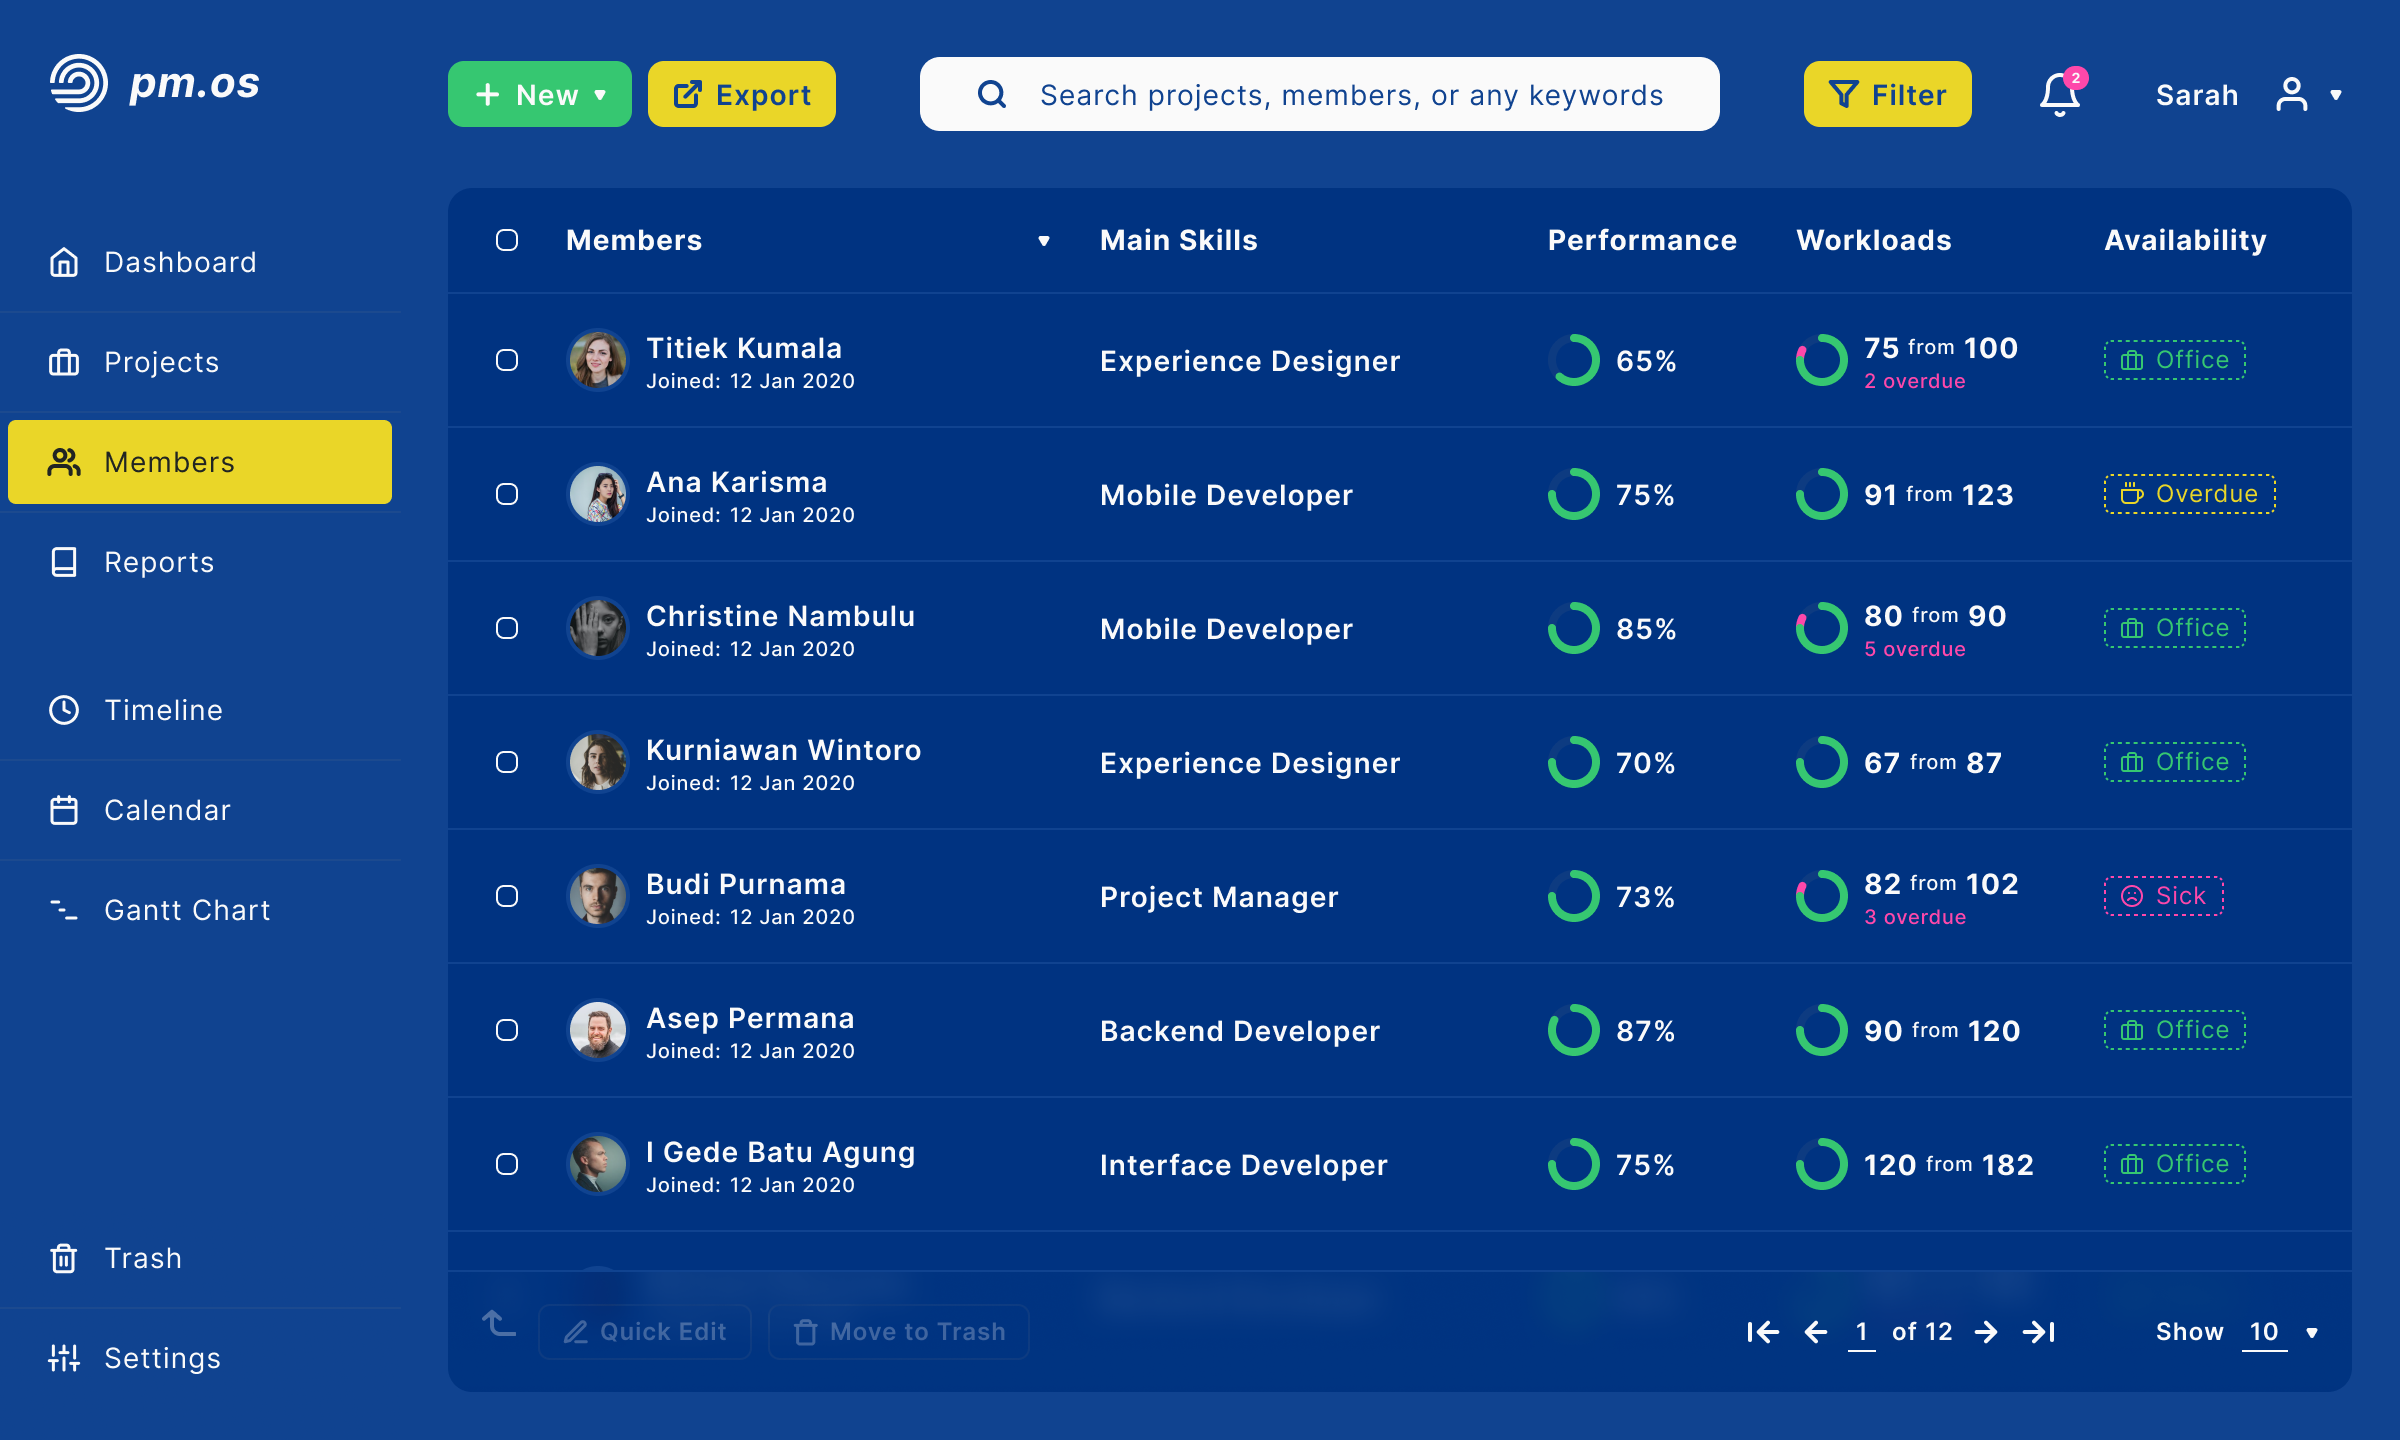 pm.os
New
Export
Search projects, members, or any keywords
Filter
2
Sarah
Dashboard
Projects
Members
Reports
Timeline
Calendar
Gantt Chart
Trash
Settings
Members Main Skills Performance Workloads Availability
Titiek Kumala
Joined: 12 Jan 2020
Experience Designer
65%
75 from 100
2 overdue
Office
Ana Karisma
Joined: 12 Jan 2020
Mobile Developer
75%
91 from 123
Overdue
Christine Nambulu
Joined: 12 Jan 2020
Mobile Developer
85%
80 from 90
5 overdue
Office
Kurniawan Wintoro
Joined: 12 Jan 2020
Experience Designer
70%
67 from 87
Office
Budi Purnama
Joined: 12 Jan 2020
Project Manager
73%
82 from 102
3 overdue
Sick
Asep Permana
Joined: 12 Jan 2020
Backend Developer
87%
90 from 120
Office
I Gede Batu Agung
Joined: 12 Jan 2020
Interface Developer
75%
120 from 182
Office
Quick Edit
Move to Trash
1 of 12
Show 10